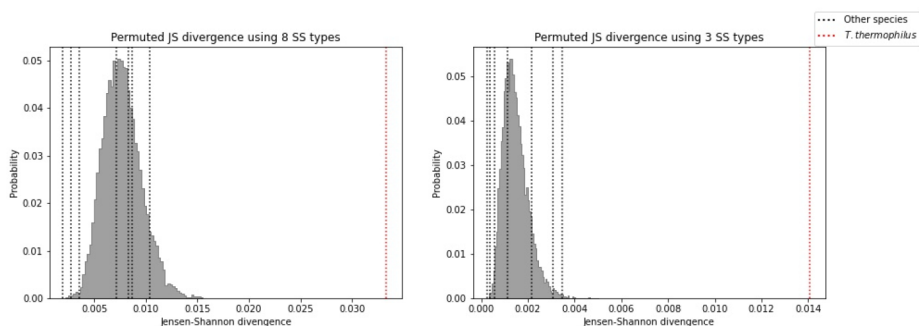 Other species
T. thermophilus
Permuted JS divergence using 8 SS types
Probability
0.05
0.04
0.03
0.02
0.01
0.00
0.005 0.010 0.015 0.020 0.025 0.030
Jensen-Shannon divergence
Permuted JS divergence using 3 SS types
Probability
0.05
0.04
0.03
0.02
0.01
0.00
0.000 0.002 0.004 0.006 0.008 0.010 0.012 0.014
Jensen-Shannon divergence